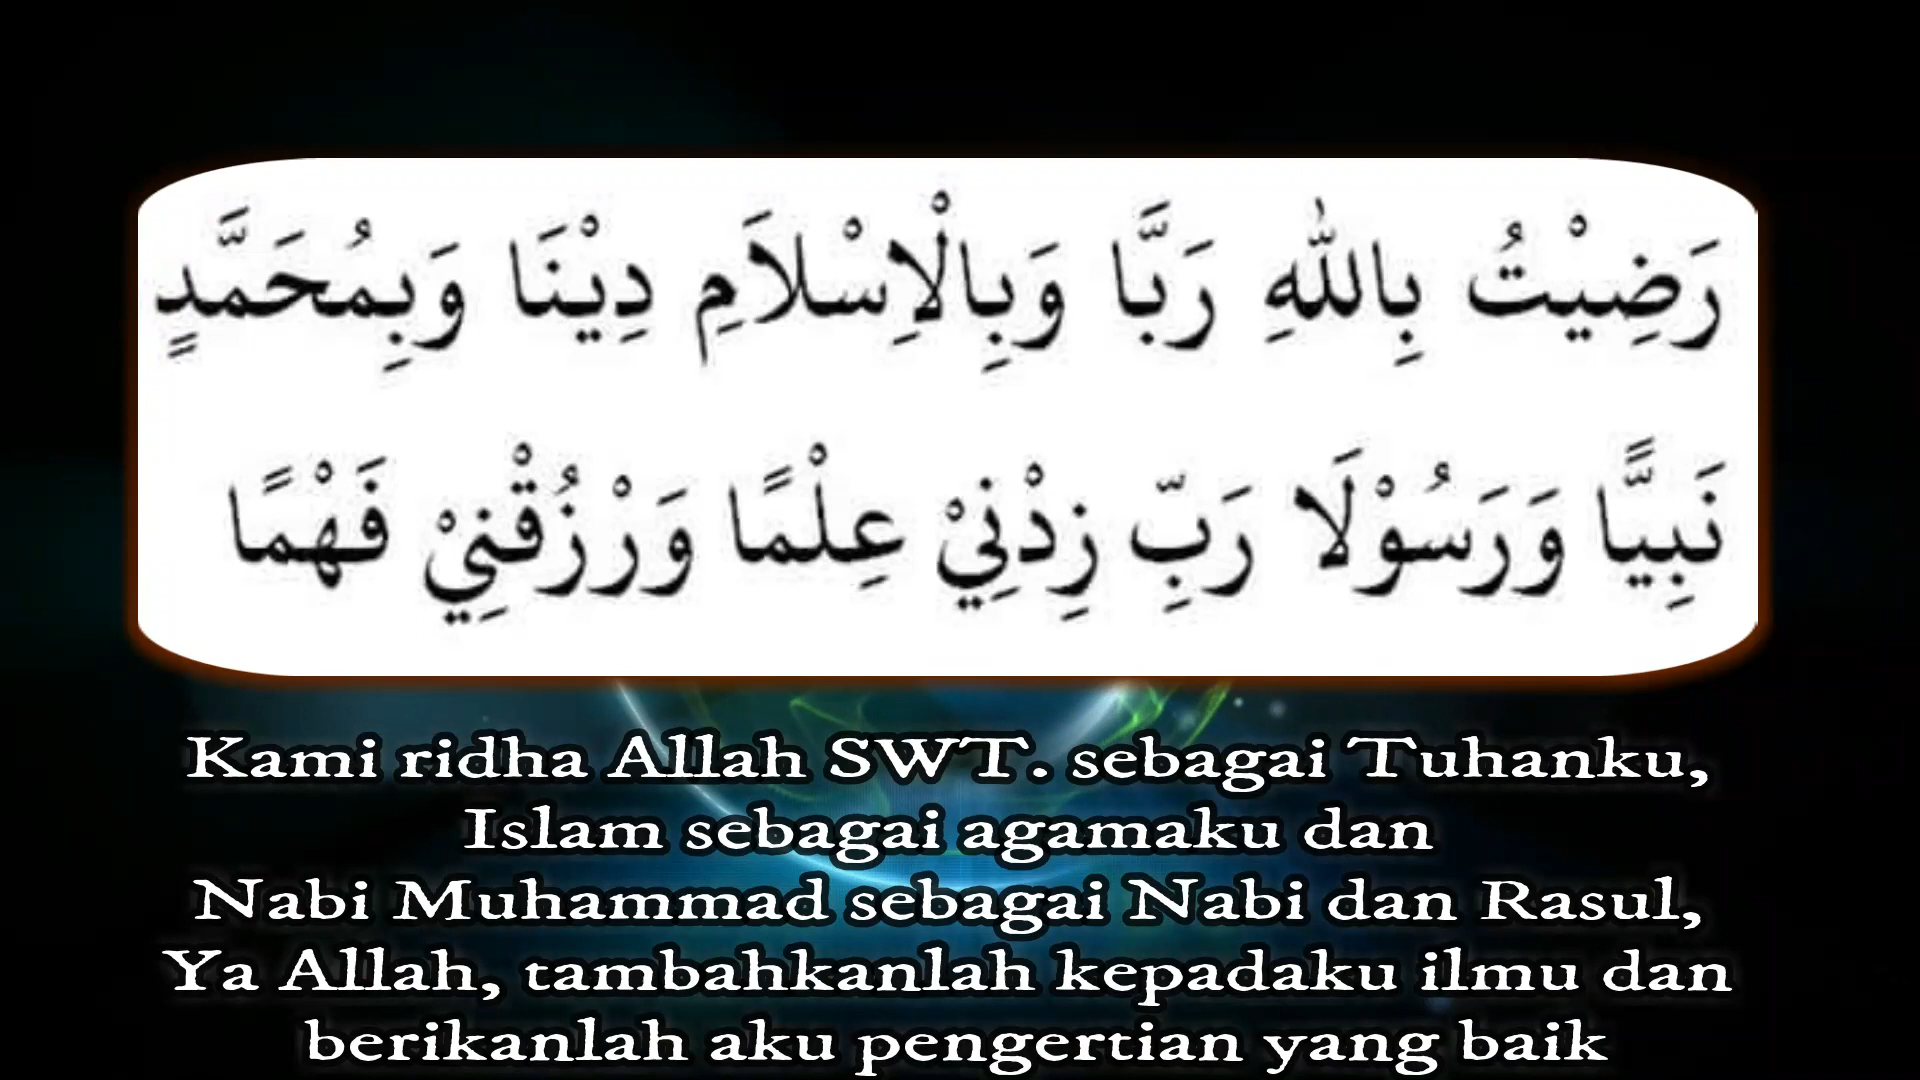 رَضِيْتُ بِاللهِ رَبَّا وَبِالْاِسْلاَمِ دِيْنَا وَبِمُحَمَّدٍ
نَبِيًّا وَرَسُوْلَا رَبِّ زِدْنِيْ عِلْمًا وَرْزُقْنِيْ فَهْمًا
Kami ridha Allah SWT. sebagai Tuhanku,
Islam sebagai agamaku dan
Nabi Muhammad sebagai Nabi dan Rasul,
Ya Allah, tambahkanlah kepadaku ilmu dan
berikanlah aku pengertian yang baik